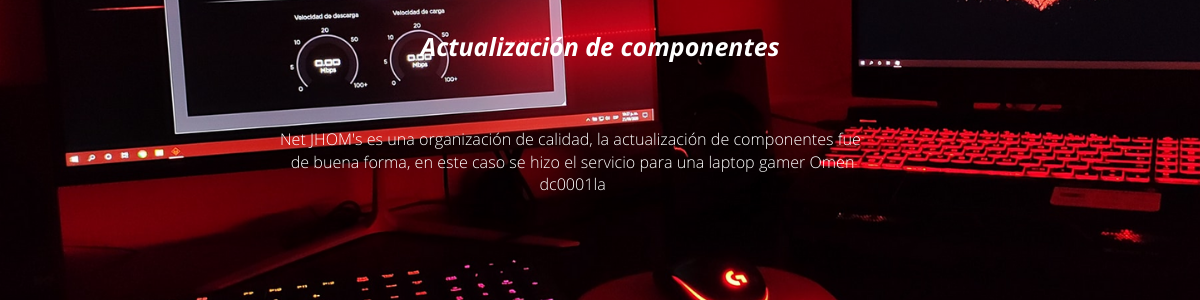 Velocidad de descarga
Velocidad de carga
20
20
10
50
10
50
5
0.00
Mbps
100+
0
5
0.00
Mbps
100+
0
Actualización de componentes
Net JHOM's es una organización de calidad, la actualización de componentes fue
de buena forma, en este caso se hizo el servicio para una laptop gamer Omen
dc0001la